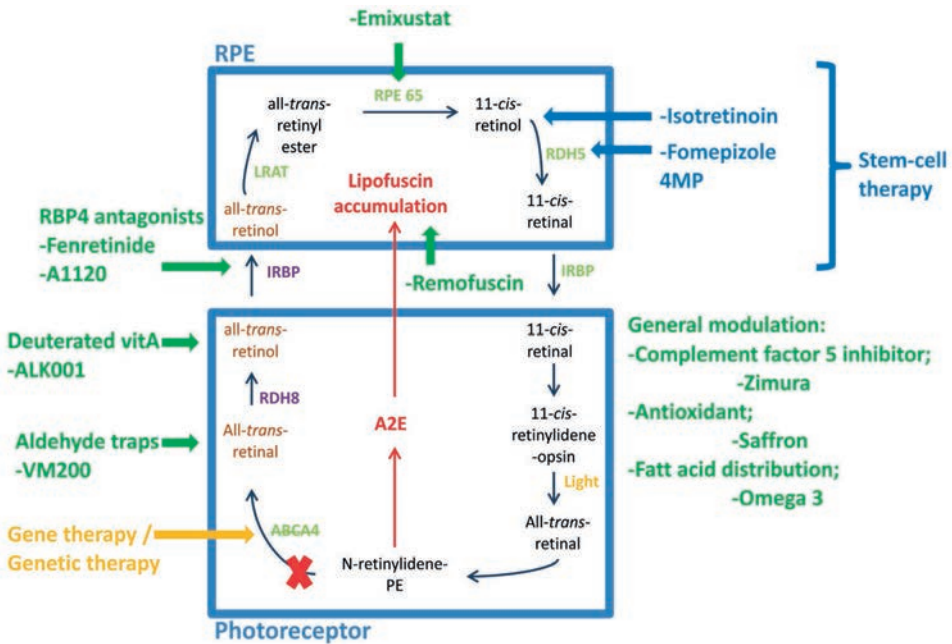 -Emixustat
RPE
all-trans-
retinyl
ester
RPE 65
11-cis-
retinol
LRAT
RDH5
Lipofuscin
accumulation
all-trans-
retinol
11-cis-
retinal
-Isotretinoin
-Fomepizole
4MP
Stem-cell
therapy
RBP4 antagonists
-Fenretinide
-A1120
IRBP
-Remofuscin
IRBP
Deuterated vitA
-ALK001
all-trans-
retinol
RDH8
All-trans-
retinal
Aldehyde traps
-VM200
Gene therapy /
Genetic therapy
ABCA4
A2E
N-retinylidene-
PE
11-cis-
retinal
11-cis-
retinylidene
-opsin
Light
All-trans-
retinal
General modulation:
-Complement factor 5 inhibitor;
-Zimura
-Antioxidant;
-Saffron
-Fatt acid distribution;
-Omega 3
Photoreceptor